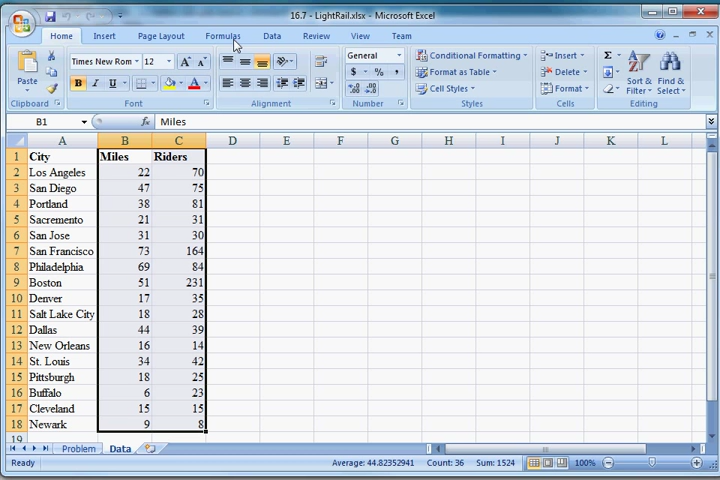 16.7 - LightRail.xlsx - Microsoft Excel
Home Insert Page Layout Formulas Data Review View Team
Paste
Clipboard
Times New Rom 12
B I U A
Font
Alignment
General
$ % ,
Number
Conditional Formatting
Format as Table
Cell Styles
Styles
Insert
Delete
Format
Cells
Σ
Sort & Filter
Find & Select
Editing
B1 fx Miles
A B C D E F G H I J K L
1 City Miles Riders
2 Los Angeles 22 70
3 San Diego 47 75
4 Portland 38 81
5 Sacremento 21 31
6 San Jose 31 30
7 San Francisco 73 164
8 Philadelphia 69 84
9 Boston 51 231
10 Denver 17 35
11 Salt Lake City 18 28
12 Dallas 44 39
13 New Orleans 16 14
14 St. Louis 34 42
15 Pittsburgh 18 25
16 Buffalo 6 23
17 Cleveland 15 15
18 Newark 9 8
19
Problem Data
Ready Average: 44.82352941 Count: 36 Sum: 1524 100%